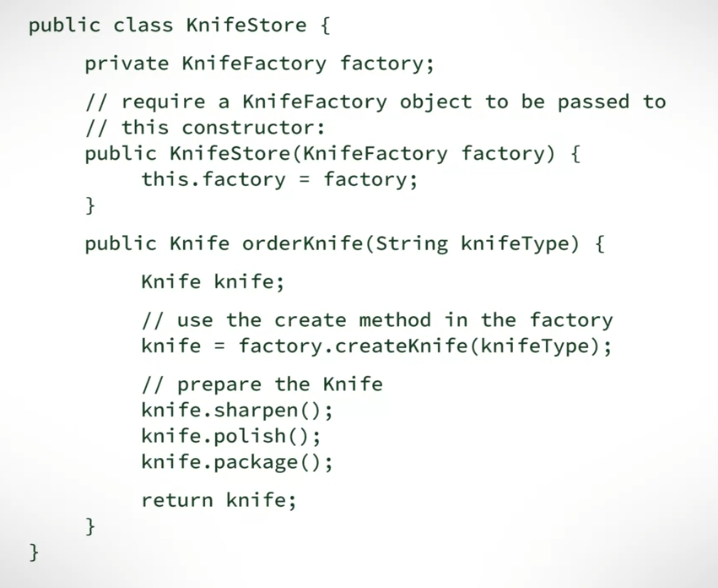 public class KnifeStore {
private KnifeFactory factory;
// require a KnifeFactory object to be passed to
// this constructor:
public KnifeStore(KnifeFactory factory) {
this.factory = factory;
}
public Knife orderKnife(String knifeType) {
Knife knife;
// use the create method in the factory
knife = factory.createKnife(knifeType);
// prepare the Knife
knife.sharpen();
knife.polish();
knife.package();
return knife;
}
}